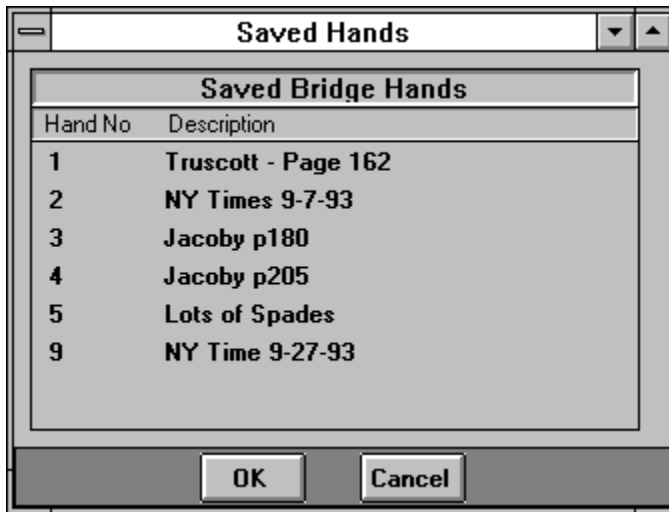 Saved Hands
Saved Bridge Hands
Hand No Description
1 Truscott - Page 162
2 NY Times 9-7-93
3 Jacoby p180
4 Jacoby p205
5 Lots of Spades
9 NY Time 9-27-93
OK Cancel